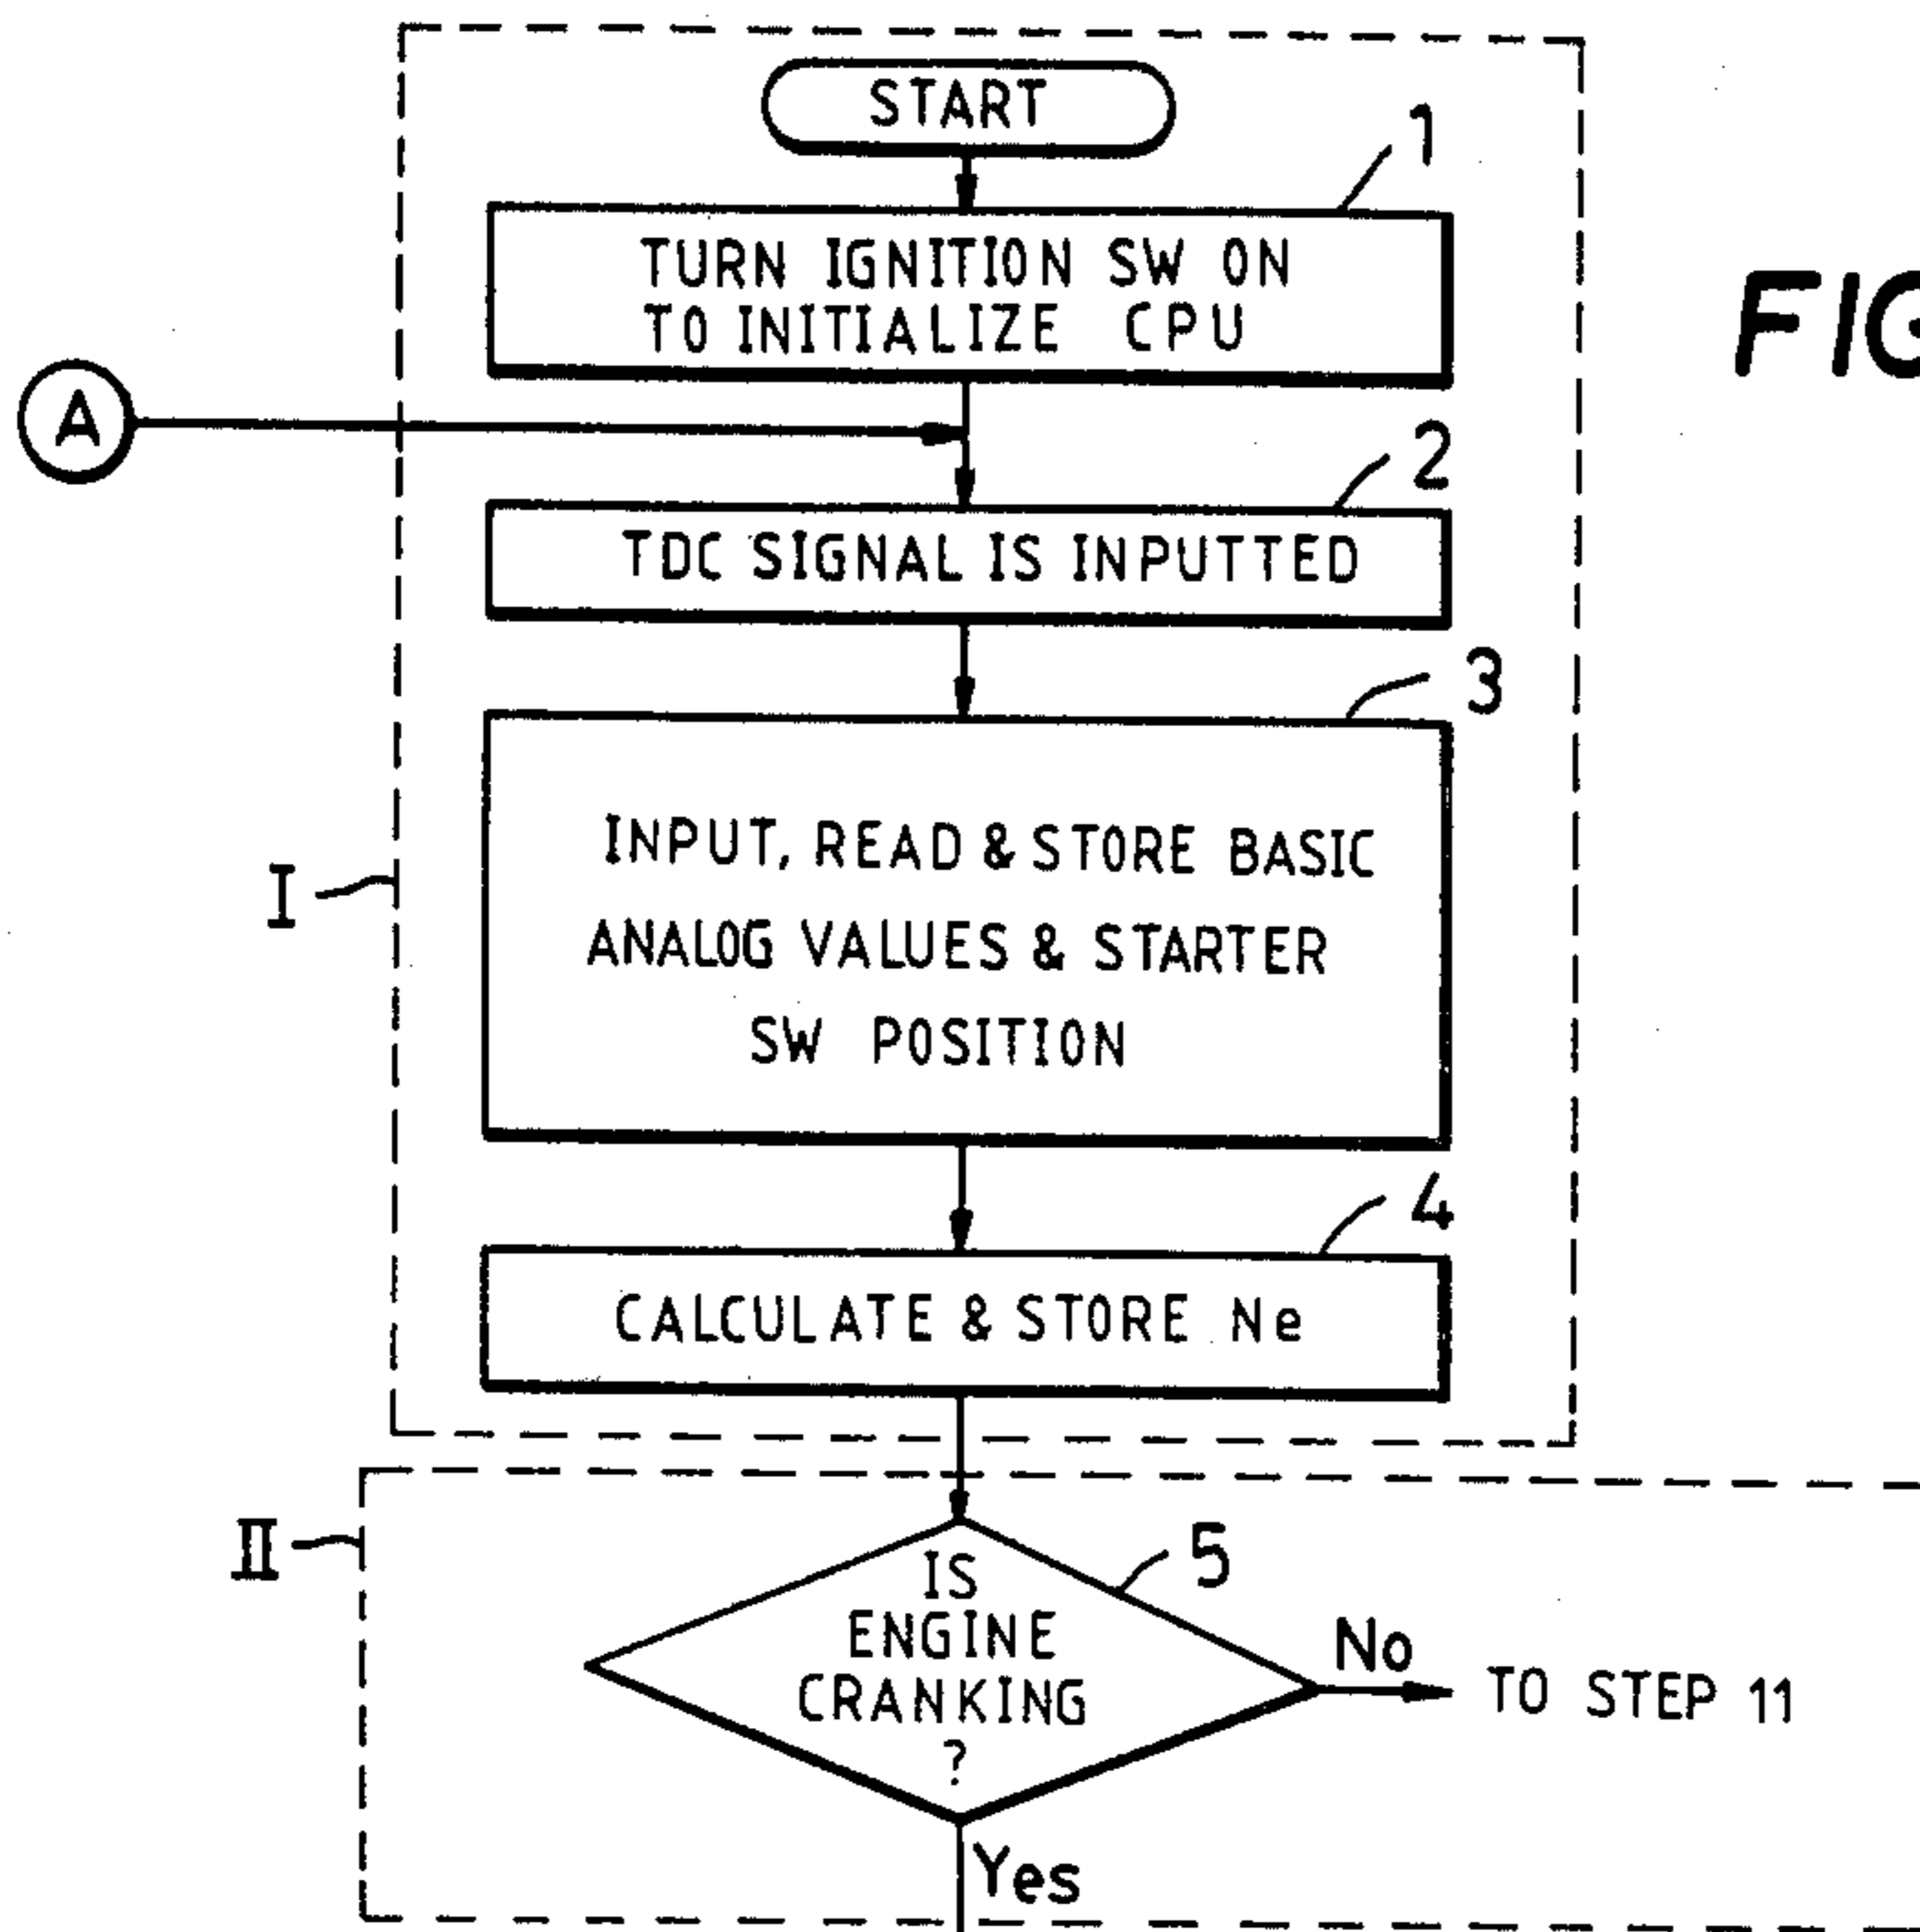 START
1
TURN IGNITION SW ON
TO INITIALIZE CPU
FIG
A
2
TDC SIGNAL IS INPUTTED
3
INPUT, READ & STORE BASIC
ANALOG VALUES & STARTER
SW POSITION
I
4
CALCULATE & STORE Ne
II
5
IS
ENGINE
CRANKING
?
No
TO STEP 11
Yes